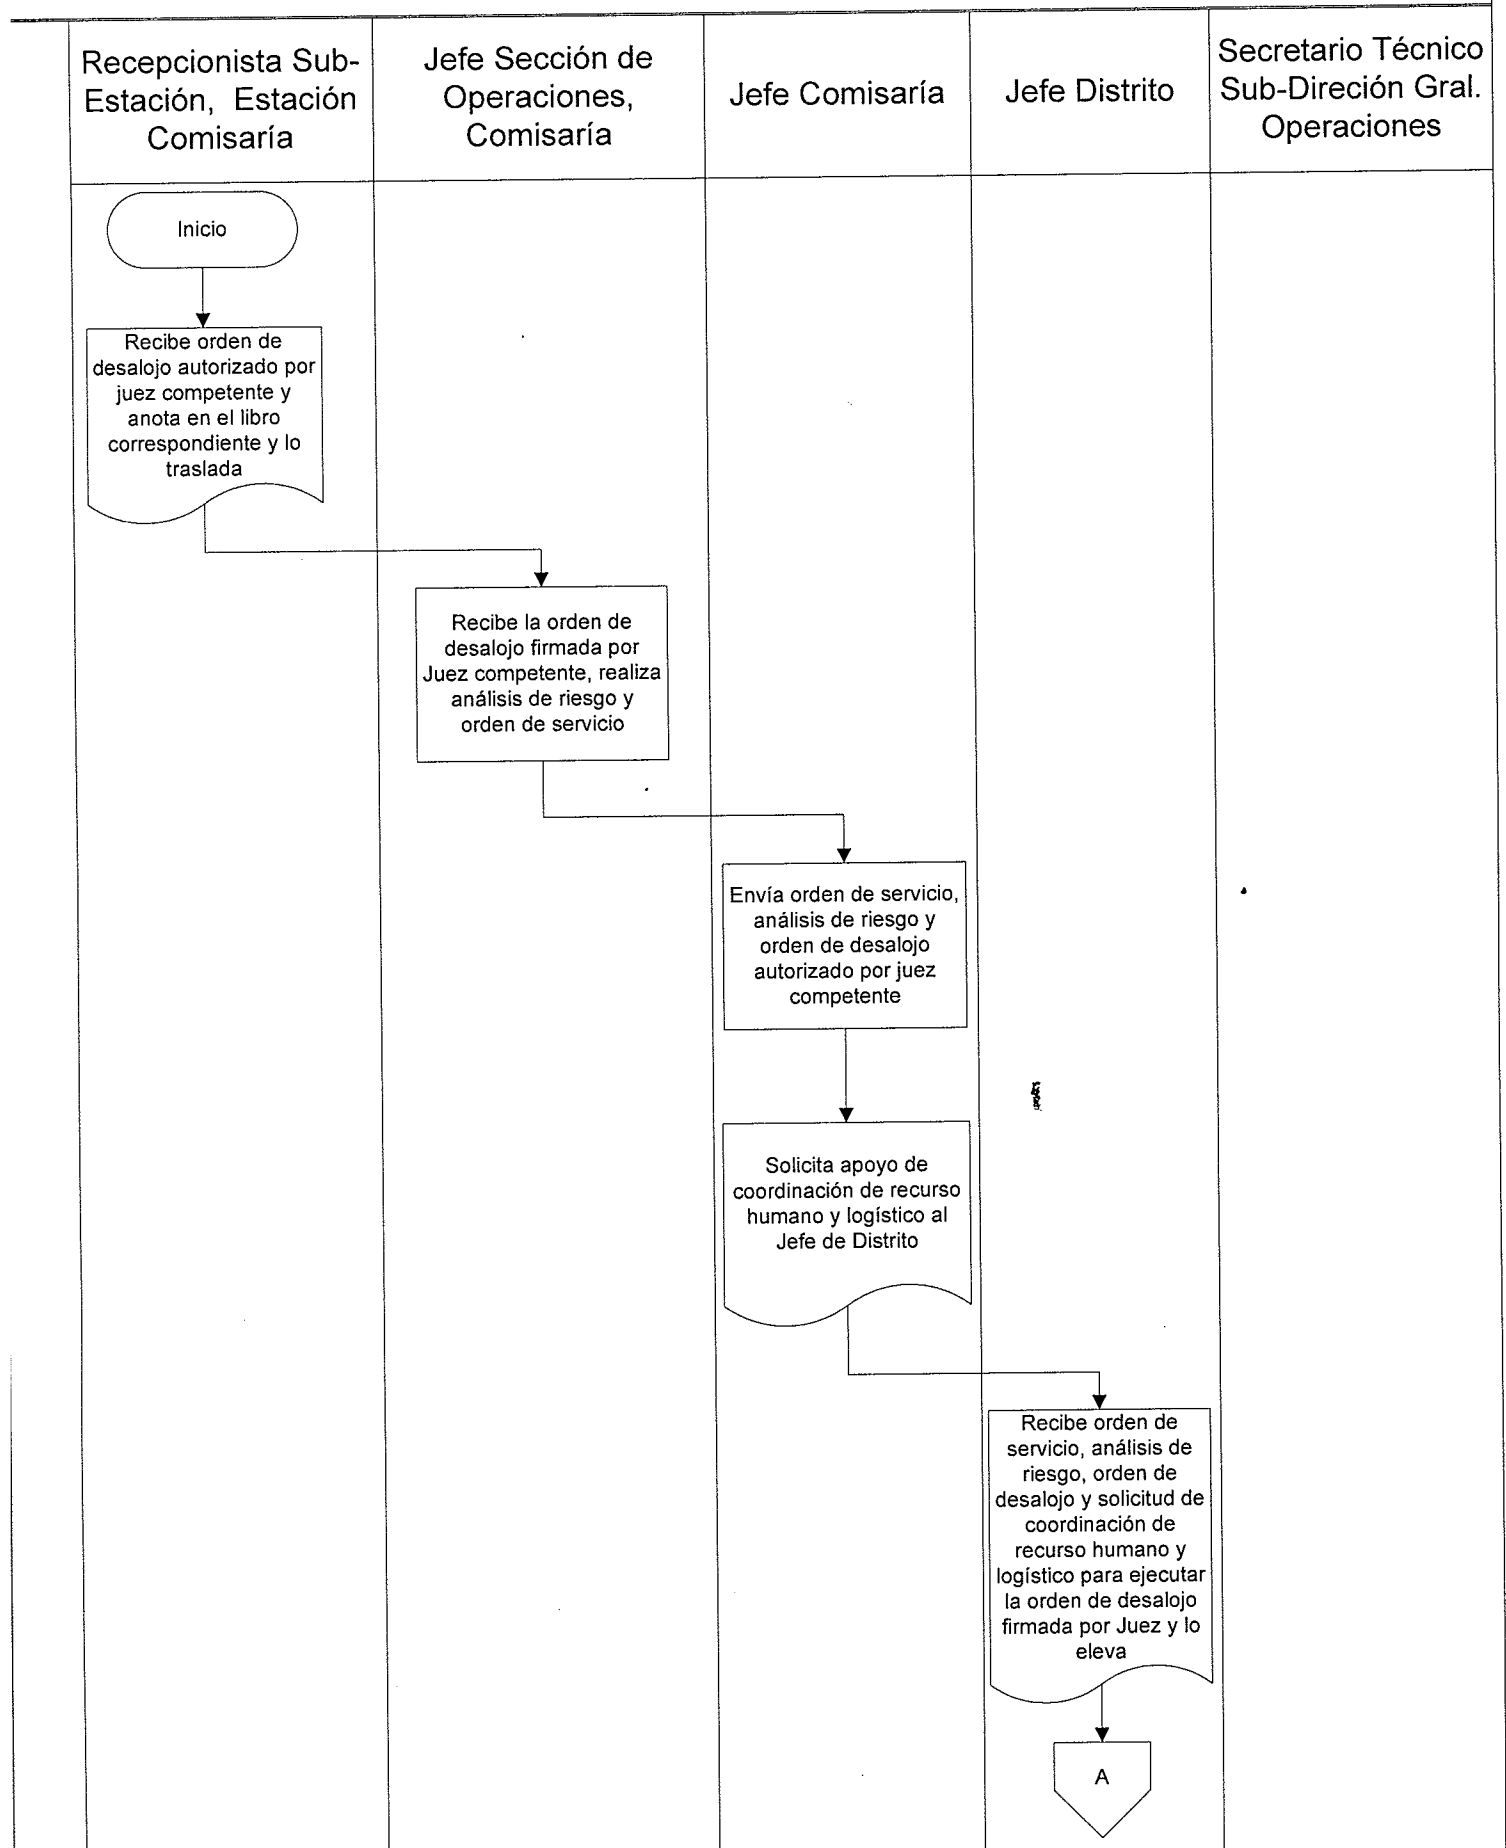 Recepcionista Sub-
Estación, Estación
Comisaría
Jefe Sección de
Operaciones,
Comisaría
Jefe Comisaría
Jefe Distrito
Secretario Técnico
Sub-Direción Gral.
Operaciones
Inicio
Recibe orden de
desalojo autorizado por
juez competente y
anota en el libro
correspondiente y lo
traslada
Recibe la orden de
desalojo firmada por
Juez competente, realiza
análisis de riesgo y
orden de servicio
Envía orden de servicio,
análisis de riesgo y
orden de desalojo
autorizado por juez
competente
Solicita apoyo de
coordinación de recurso
humano y logístico al
Jefe de Distrito
Recibe orden de
servicio, análisis de
riesgo, orden de
desalojo y solicitud de
coordinación de
recurso humano y
logístico para ejecutar
la orden de desalojo
firmada por Juez y lo
eleva
A